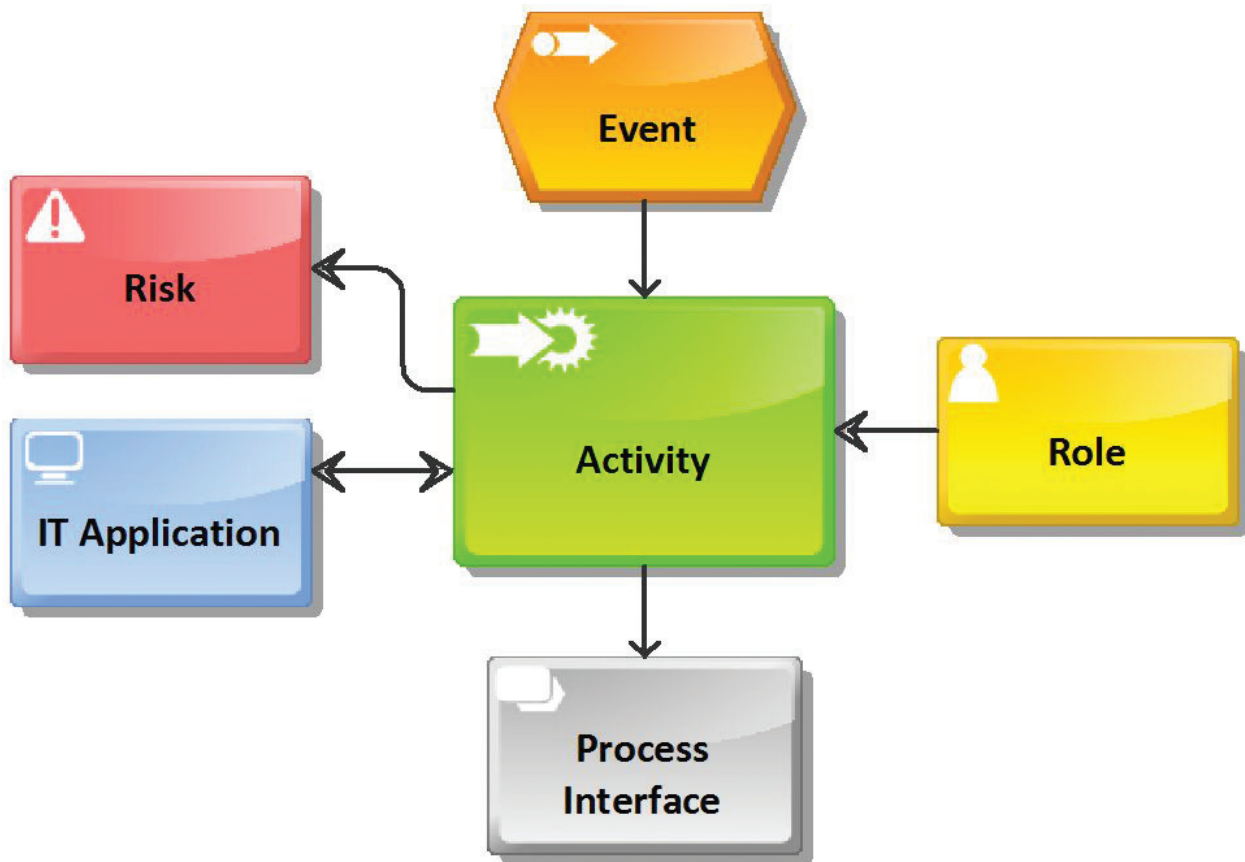 Event
Risk
Activity
Role
IT Application
Process
Interface